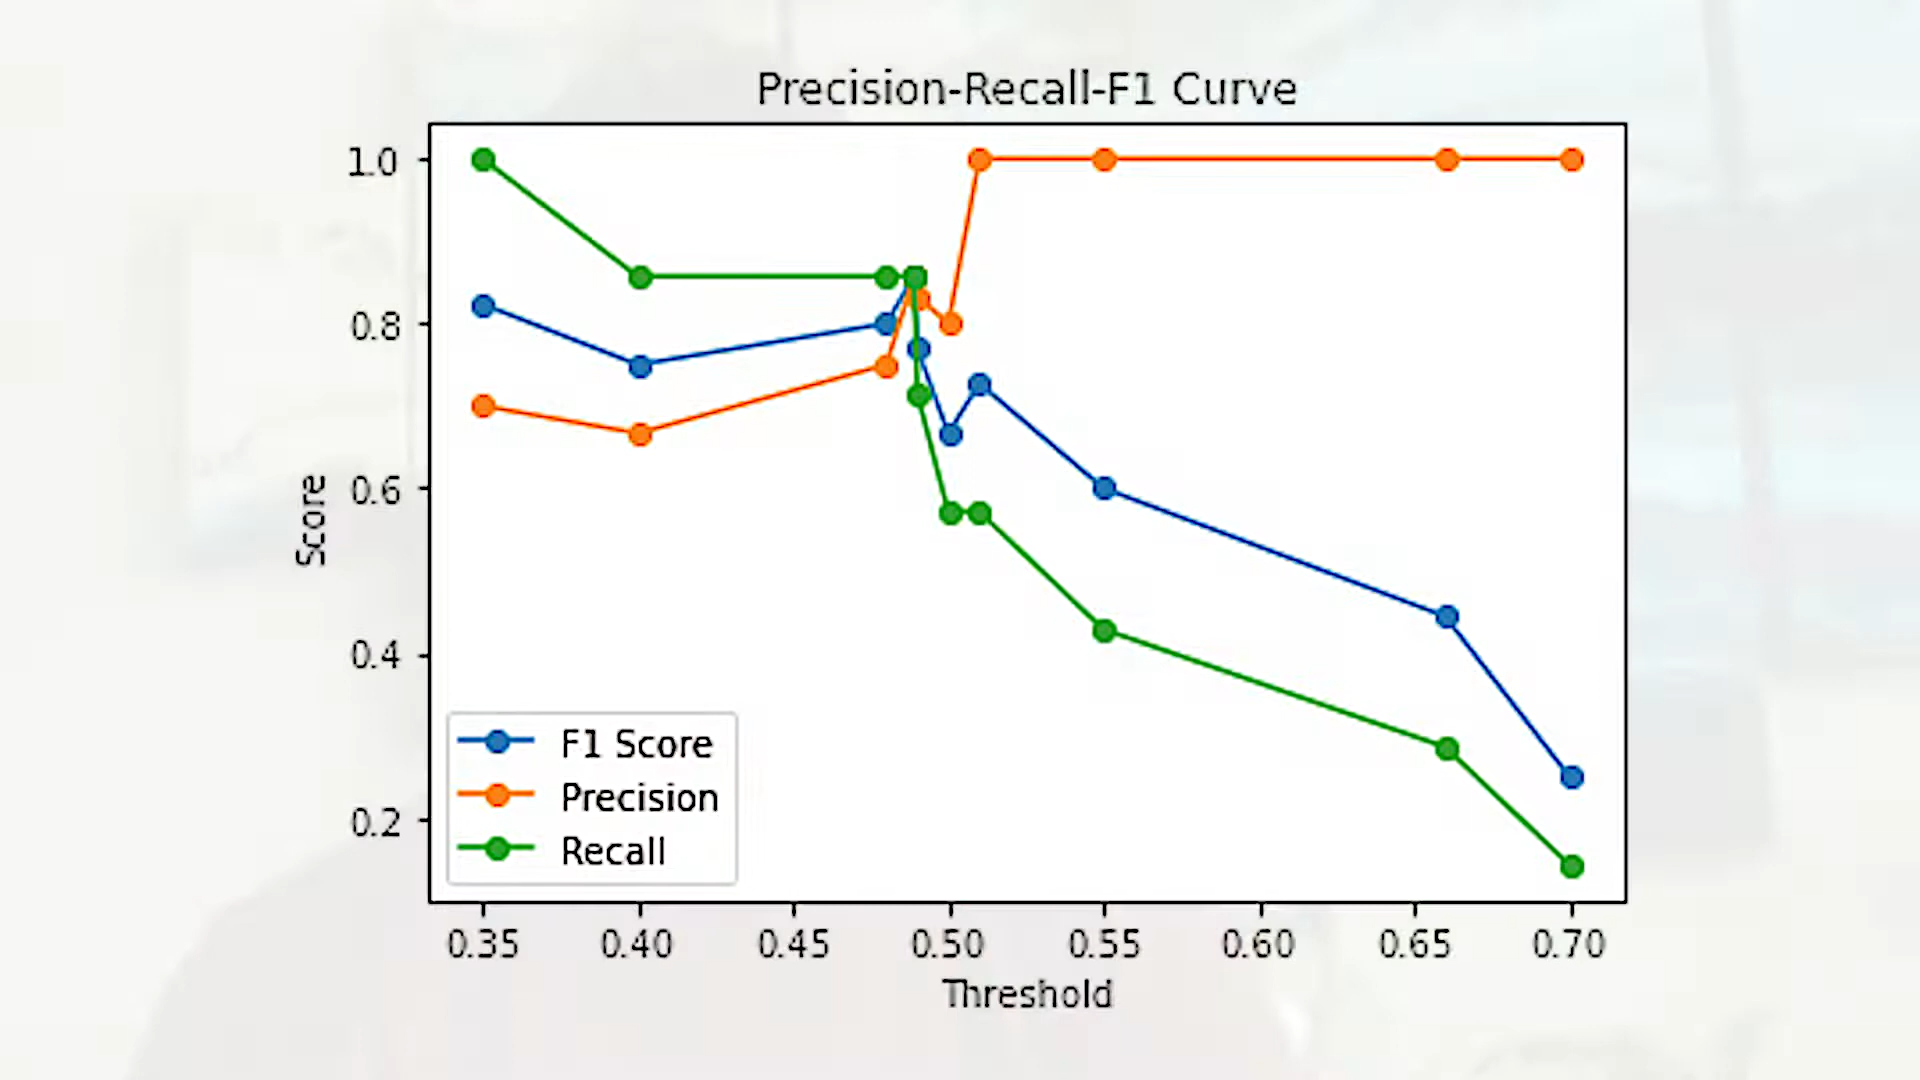 Precision-Recall-F1 Curve
1.0
0.8
0.6
0.4
0.2
Score
F1 Score
Precision
Recall
0.35 0.40 0.45 0.50 0.55 0.60 0.65 0.70
Threshold